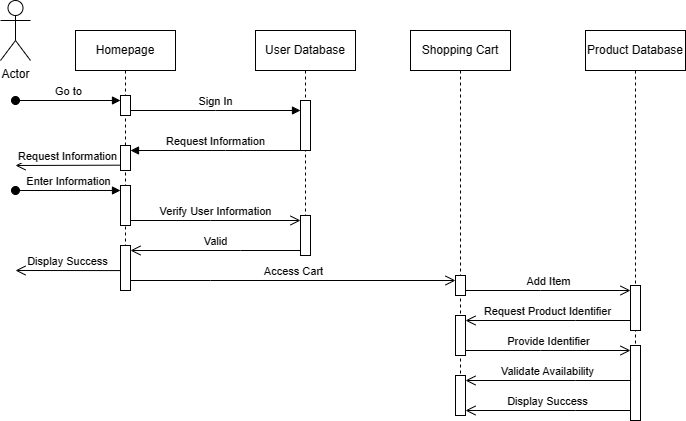 Homepage
User Database
Shopping Cart
Product Database
Actor
Go to
Sign In
Request Information
Request Information
Enter Information
Verify User Information
Valid
Display Success
Access Cart
Add Item
Request Product Identifier
Provide Identifier
Validate Availability
Display Success